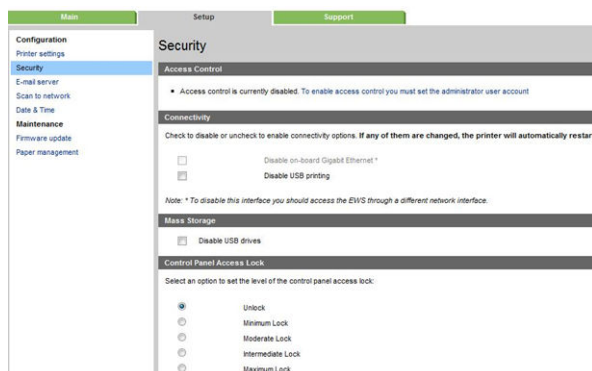 Main Setup Support
Configuration
Printer settings
Security
E-mail server
Scan to network
Date & Time
Maintenance
Firmware update
Paper management
Security
Access Control
Access control is currently disabled. To enable access control you must set the administrator user account
Connectivity
Check to disable or uncheck to enable connectivity options. If any of them are changed, the printer will automatically restar
Disable on-board Gigabit Ethernet *
Disable USB printing
Note: * To disable this interface you should access the EWS through a different network interface.
Mass Storage
Disable USB drives
Control Panel Access Lock
Select an option to set the level of the control panel access lock:
Unlock
Minimum Lock
Moderate Lock
Intermediate Lock
Maximum Lock